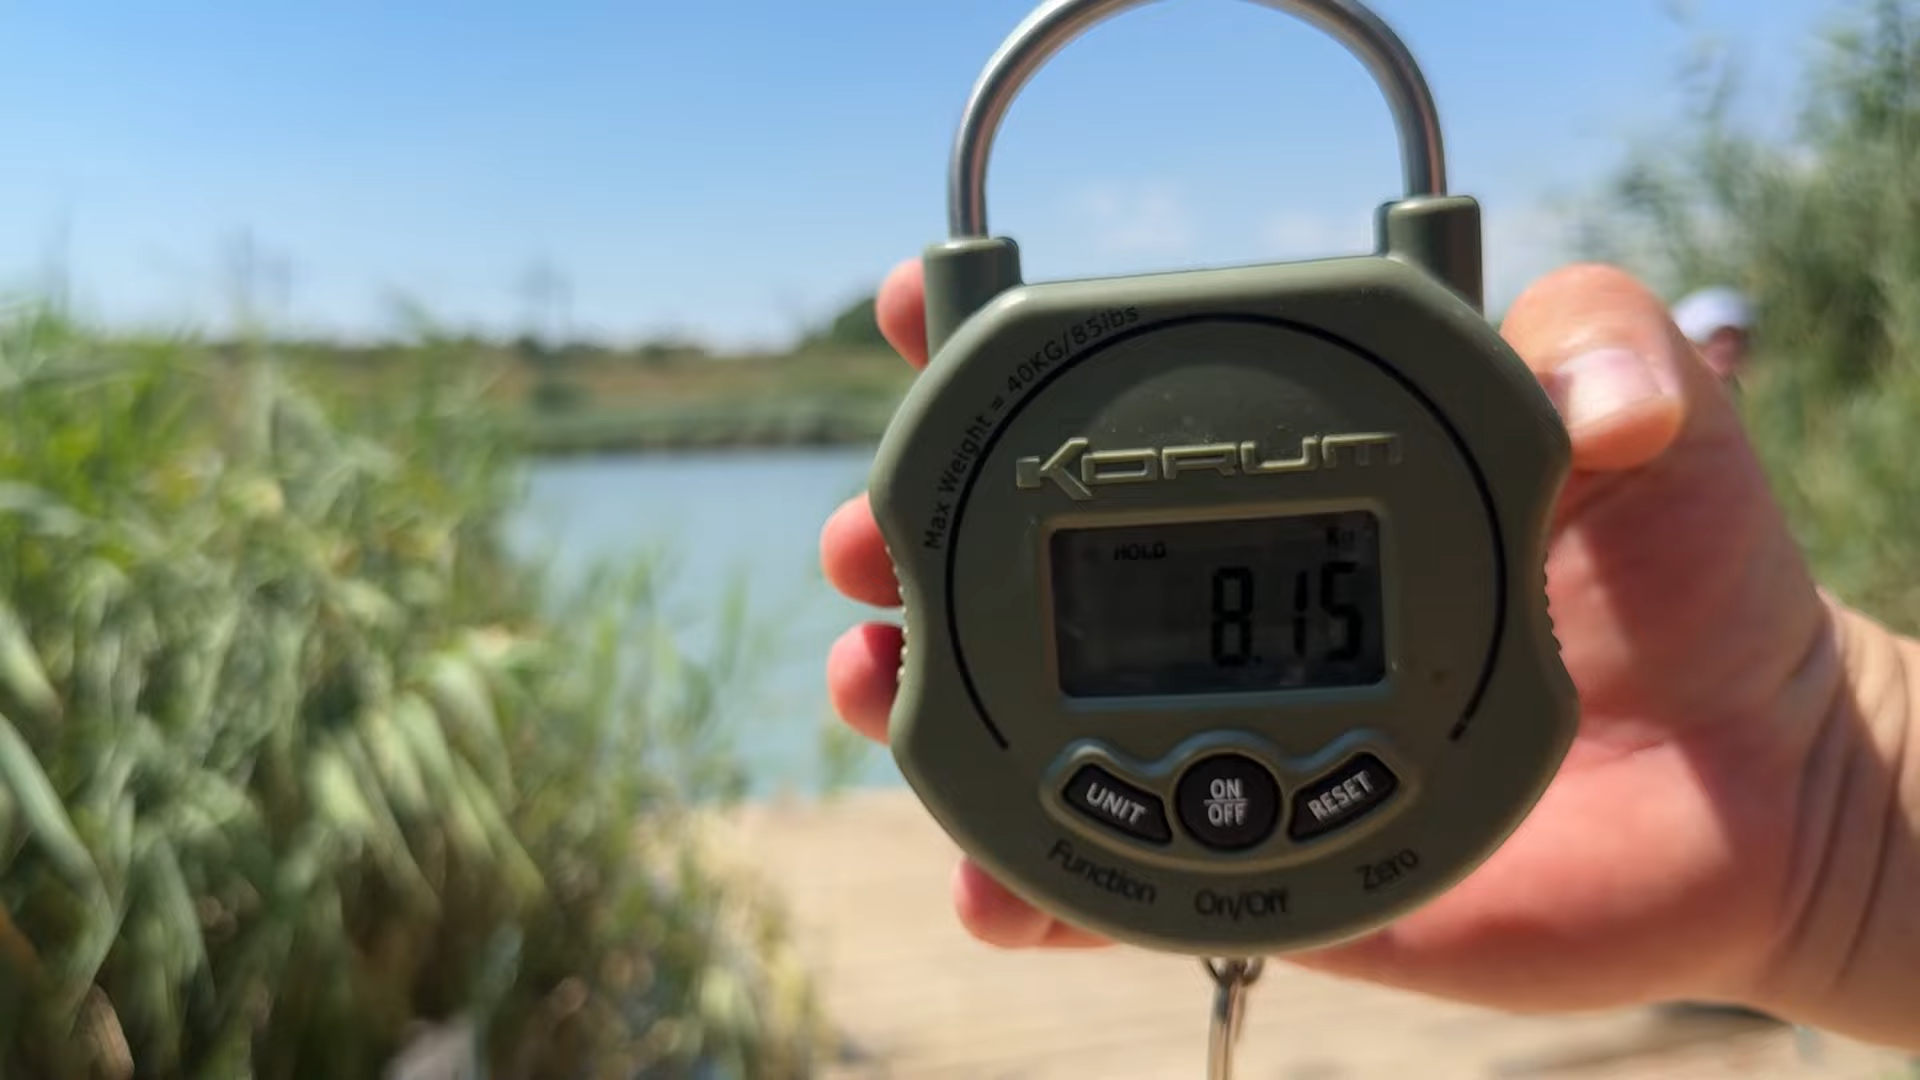 Max Weight = 40KG/85lbs
KORUM
HOLD Kg
8.15
UNIT ON/OFF RESET
Function On/Off Zero